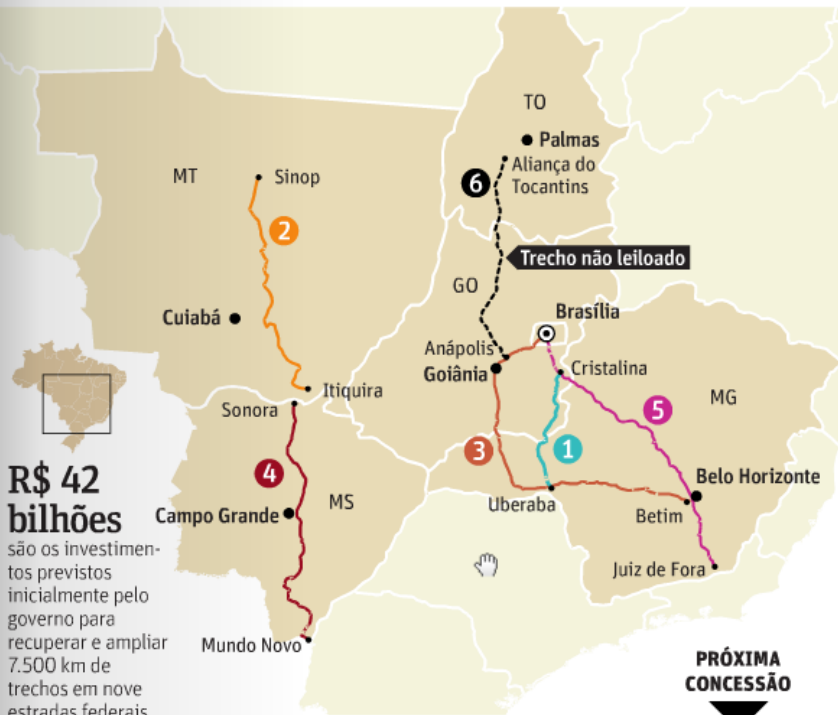 TO
Palmas
Aliança do
Tocantins
6
MT
Sinop
2
Trecho não leiloado
GO
Brasília
Cuiabá
Anápolis
Goiânia
Cristalina
Itiquira
Sonora
MG
5
3
1
4
R$ 42
bilhões
são os investimen-
tos previstos
inicialmente pelo
governo para
recuperar e ampliar
7.500 km de
trechos em nove
estradas federais
MS
Campo Grande
Uberaba
Belo Horizonte
Betim
Juiz de Fora
Mundo Novo
PRÓXIMA
CONCESSÃO